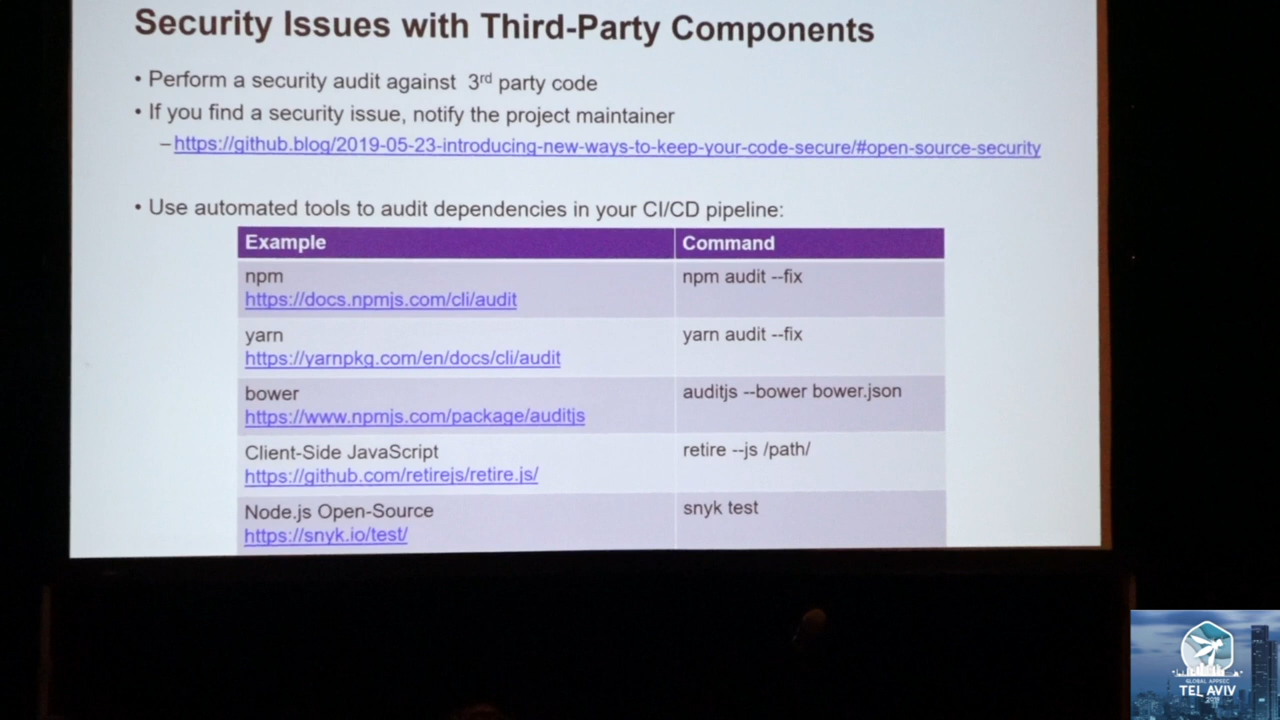 Security Issues with Third-Party Components
• Perform a security audit against 3rd party code
• If you find a security issue, notify the project maintainer
– https://github.blog/2019-05-23-introducing-new-ways-to-keep-your-code-secure/#open-source-security
• Use automated tools to audit dependencies in your CI/CD pipeline:
Example Command
npm npm audit --fix
https://docs.npmjs.com/cli/audit
yarn yarn audit --fix
https://yarnpkg.com/en/docs/cli/audit
bower auditjs --bower bower.json
https://www.npmjs.com/package/auditjs
Client-Side JavaScript retire --js /path/
https://github.com/retirejs/retire.js/
Node.js Open-Source snyk test
https://snyk.io/test/
GLOBAL APPSEC
TEL AVIV
2019